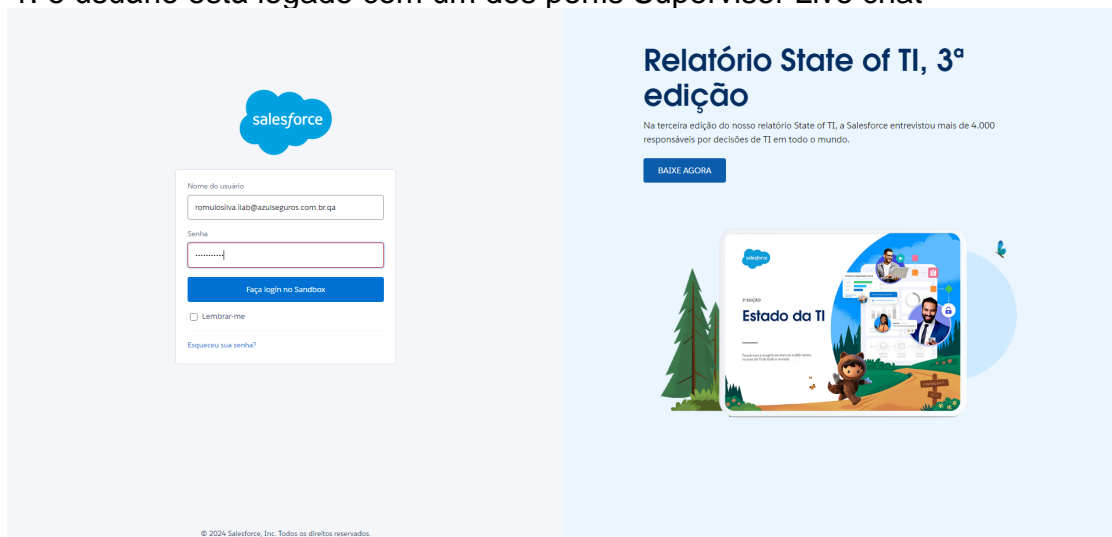 1. o usuário está logado com um dos perfis Supervisor Live chat
salesforce
Nome do usuário
romulosilva.ilab@azulseguros.com.br.qa
Senha
Faça login no Sandbox
Lembrar-me
Esqueceu sua senha?
© 2024 Salesforce, Inc. Todos os direitos reservados.
Relatório State of TI, 3ª
edição
Na terceira edição do nosso relatório State of TI, a Salesforce entrevistou mais de 4.000
responsáveis por decisões de TI em todo o mundo.
BAIXE AGORA
salesforce
3ª EDIÇÃO
Estado da TI